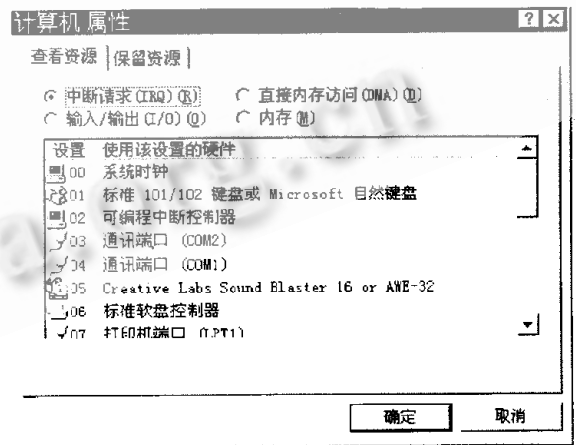 计算机 属性
查看资源 保留资源
中断请求(IRQ)(R) 直接内存访问(DMA)(D)
输入/输出(I/O)(O) 内存(M)
设置 使用该设置的硬件
00 系统时钟
01 标准 101/102 键盘或 Microsoft 自然键盘
02 可编程中断控制器
03 通讯端口 (COM2)
04 通讯端口 (COM1)
05 Creative Labs Sound Blaster 16 or AWE-32
06 标准软盘控制器
07 打印机端口 (LPT1)
确定 取消